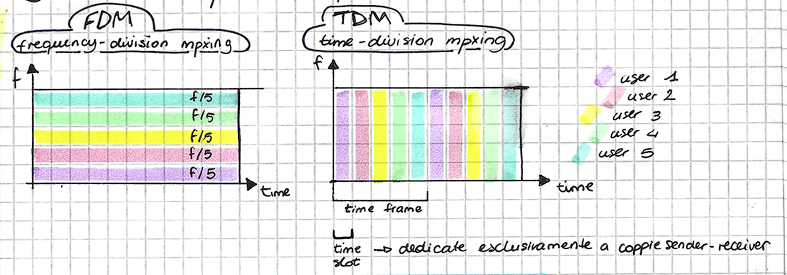 FDM
frequency-division mpxing
f
f/5
f/5
f/5
f/5
f/5
time
TDM
time-division mpxing
f
time
time frame
time slot → dedicate esclusivamente a coppie sender-receiver
user 1
user 2
user 3
user 4
user 5